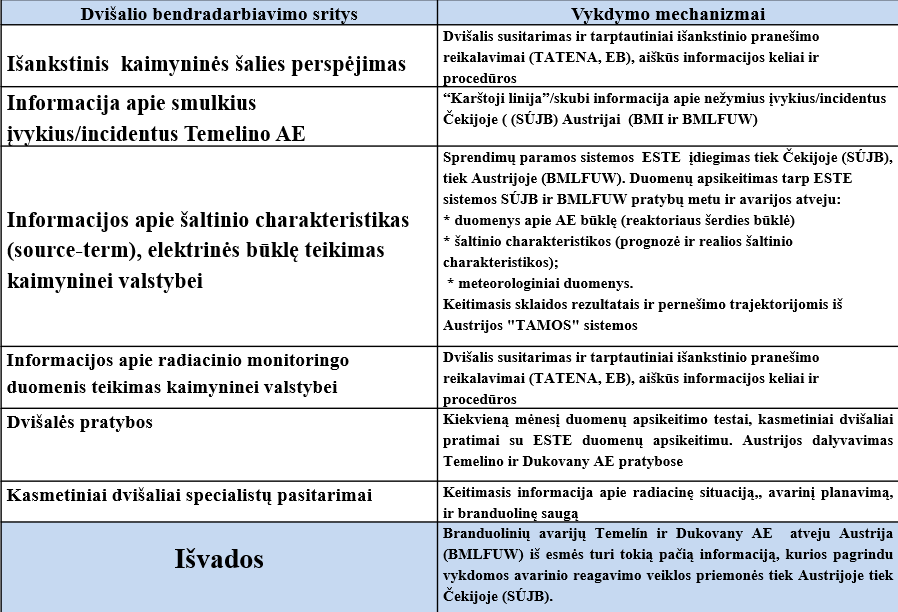 Dvišalio bendradarbiavimo sritys
Vykdymo mechanizmai
Išankstinis kaimyninės šalies perspėjimas
Dvišalis susitarimas ir tarptautiniai išankstinio pranešimo
reikalavimai (TATENA, EB), aiškūs informacijos keliai ir
procedūros
Informacija apie smulkius
įvykius/incidentus Temelino AE
“Karštoji linija”/skubi informacija apie nežymius įvykius/incidentus
Čekijoje ( (SÚJB) Austrijai (BMI ir BMLFUW)
Informacijos apie šaltinio charakteristikas
(source-term), elektrinės būklę teikimas
kaimyninei valstybei
Sprendimų paramos sistemos ESTE įdiegimas tiek Čekijoje (SÚJB),
tiek Austrijoje (BMLFUW). Duomenų apsikeitimas tarp ESTE
sistemos SÚJB ir BMLFUW pratybų metu ir avarijos atveju:
* duomenys apie AE būklę (reaktoriaus šerdies būklė)
* šaltinio charakteristikos (prognozė ir realios šaltinio
charakteristikos);
* meteorologiniai duomenys.
Keitimasis sklaidos rezultatais ir pernešimo trajektorijomis iš
Austrijos "TAMOS" sistemos
Informacijos apie radiacinio monitoringo
duomenis teikimas kaimyninei valstybei
Dvišalis susitarimas ir tarptautiniai išankstinio pranešimo
reikalavimai (TATENA, EB), aiškūs informacijos keliai ir
procedūros
Dvišalės pratybos
Kiekvieną mėnesį duomenų apsikeitimo testai, kasmetiniai dvišaliai
pratimai su ESTE duomenų apsikeitimu. Austrijos dalyvavimas
Temelino ir Dukovany AE pratybose
Kasmetiniai dvišaliai specialistų pasitarimai
Keitimasis informacija apie radiacinę situaciją,, avarinį planavimą,
ir branduolinę saugą
Išvados
Branduolinių avarijų Temelín ir Dukovany AE atveju Austrija
(BMLFUW) iš esmės turi tokią pačią informaciją, kurios pagrindu
vykdomos avarinio reagavimo veiklos priemonės tiek Austrijoje tiek
Čekijoje (SÚJB).